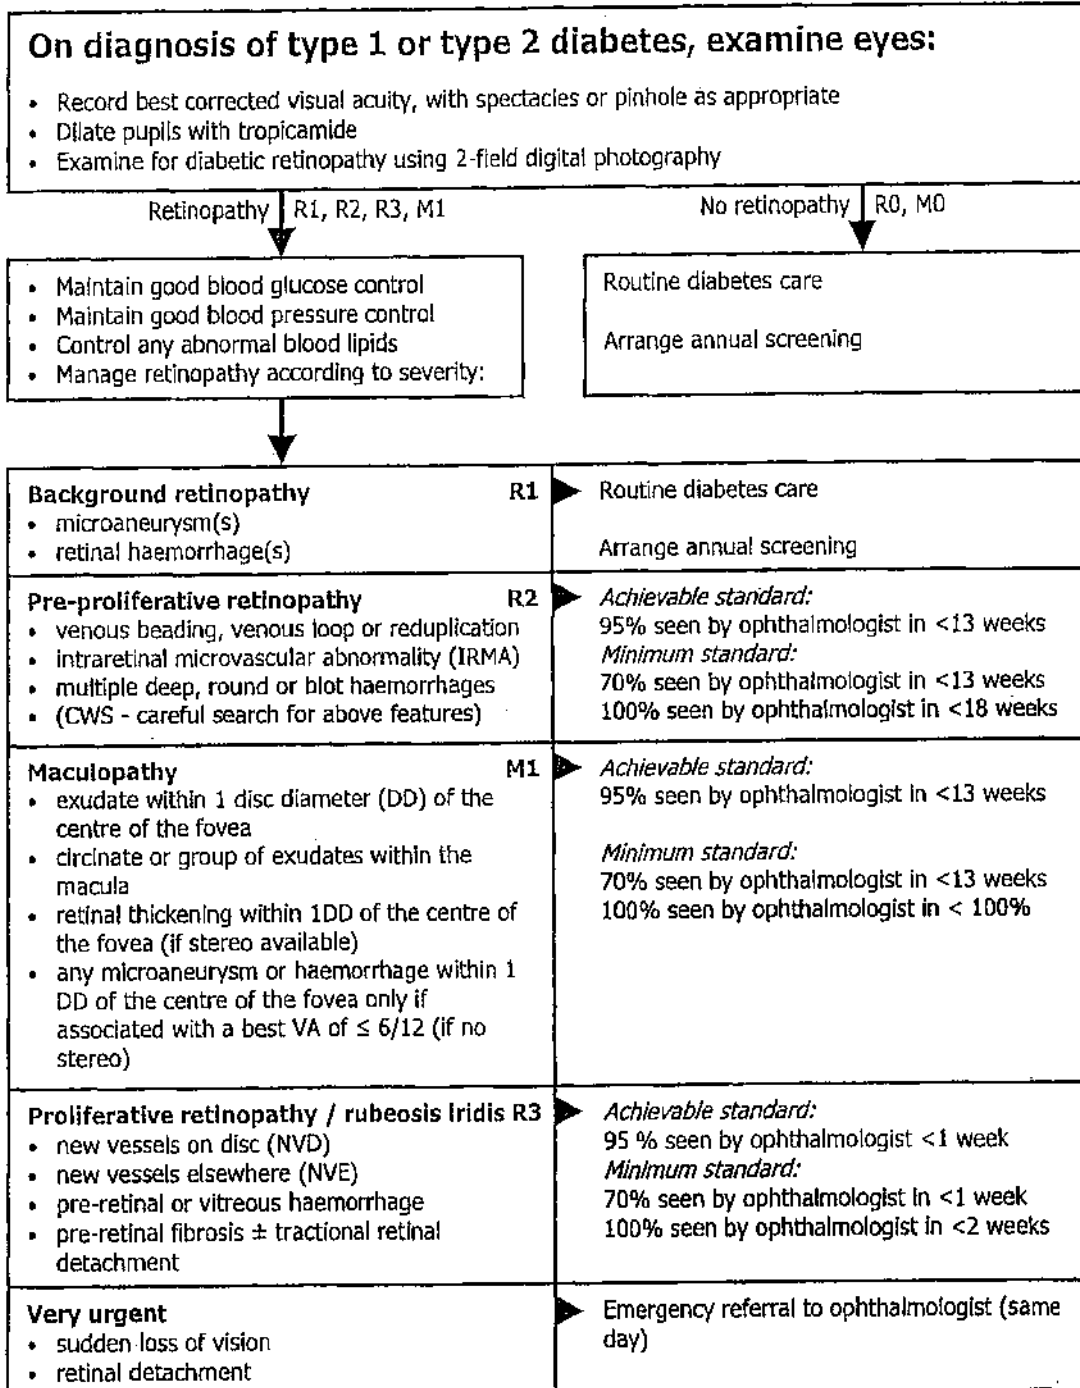 On diagnosis of type 1 or type 2 diabetes, examine eyes:
• Record best corrected visual acuity, with spectacles or pinhole as appropriate
• Dilate pupils with tropicamide
• Examine for diabetic retinopathy using 2-field digital photography
Retinopathy R1, R2, R3, M1
No retinopathy R0, M0
• Maintain good blood glucose control
• Maintain good blood pressure control
• Control any abnormal blood lipids
• Manage retinopathy according to severity:
Routine diabetes care
Arrange annual screening
Background retinopathy R1
• microaneurysm(s)
• retinal haemorrhage(s)
Routine diabetes care
Arrange annual screening
Pre-proliferative retinopathy R2
• venous beading, venous loop or reduplication
• intraretinal microvascular abnormality (IRMA)
• multiple deep, round or blot haemorrhages
• (CWS - careful search for above features)
Achievable standard:
95% seen by ophthalmologist in <13 weeks
Minimum standard:
70% seen by ophthalmologist in <13 weeks
100% seen by ophthalmologist in <18 weeks
Maculopathy M1
• exudate within 1 disc diameter (DD) of the
centre of the fovea
• circinate or group of exudates within the
macula
• retinal thickening within 1DD of the centre of
the fovea (if stereo available)
• any microaneurysm or haemorrhage within 1
DD of the centre of the fovea only if
associated with a best VA of ≤ 6/12 (if no
stereo)
Achievable standard:
95% seen by ophthalmologist in <13 weeks
Minimum standard:
70% seen by ophthalmologist in <13 weeks
100% seen by ophthalmologist in < 100%
Proliferative retinopathy / rubeosis iridis R3
• new vessels on disc (NVD)
• new vessels elsewhere (NVE)
• pre-retinal or vitreous haemorrhage
• pre-retinal fibrosis ± tractional retinal
detachment
Achievable standard:
95 % seen by ophthalmologist <1 week
Minimum standard:
70% seen by ophthalmologist in <1 week
100% seen by ophthalmologist in <2 weeks
Very urgent
• sudden loss of vision
• retinal detachment
Emergency referral to ophthalmologist (same
day)